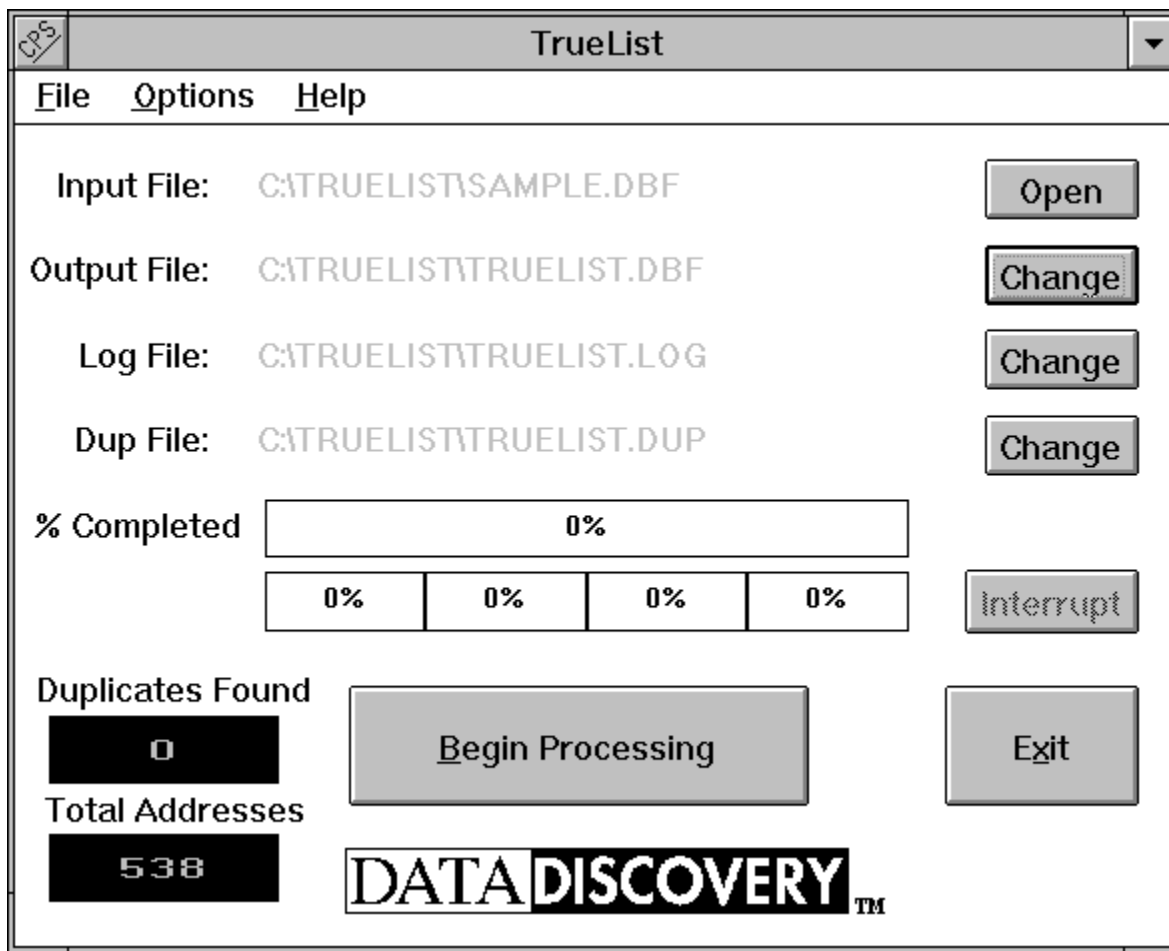 CPS TrueList
File Options Help
Input File: C:\TRUELIST\SAMPLE.DBF Open
Output File: C:\TRUELIST\TRUELIST.DBF Change
Log File: C:\TRUELIST\TRUELIST.LOG Change
Dup File: C:\TRUELIST\TRUELIST.DUP Change
% Completed 0%
0% 0% 0% 0% Interrupt
Duplicates Found
0 Begin Processing Exit
Total Addresses
538
DATA DISCOVERY TM